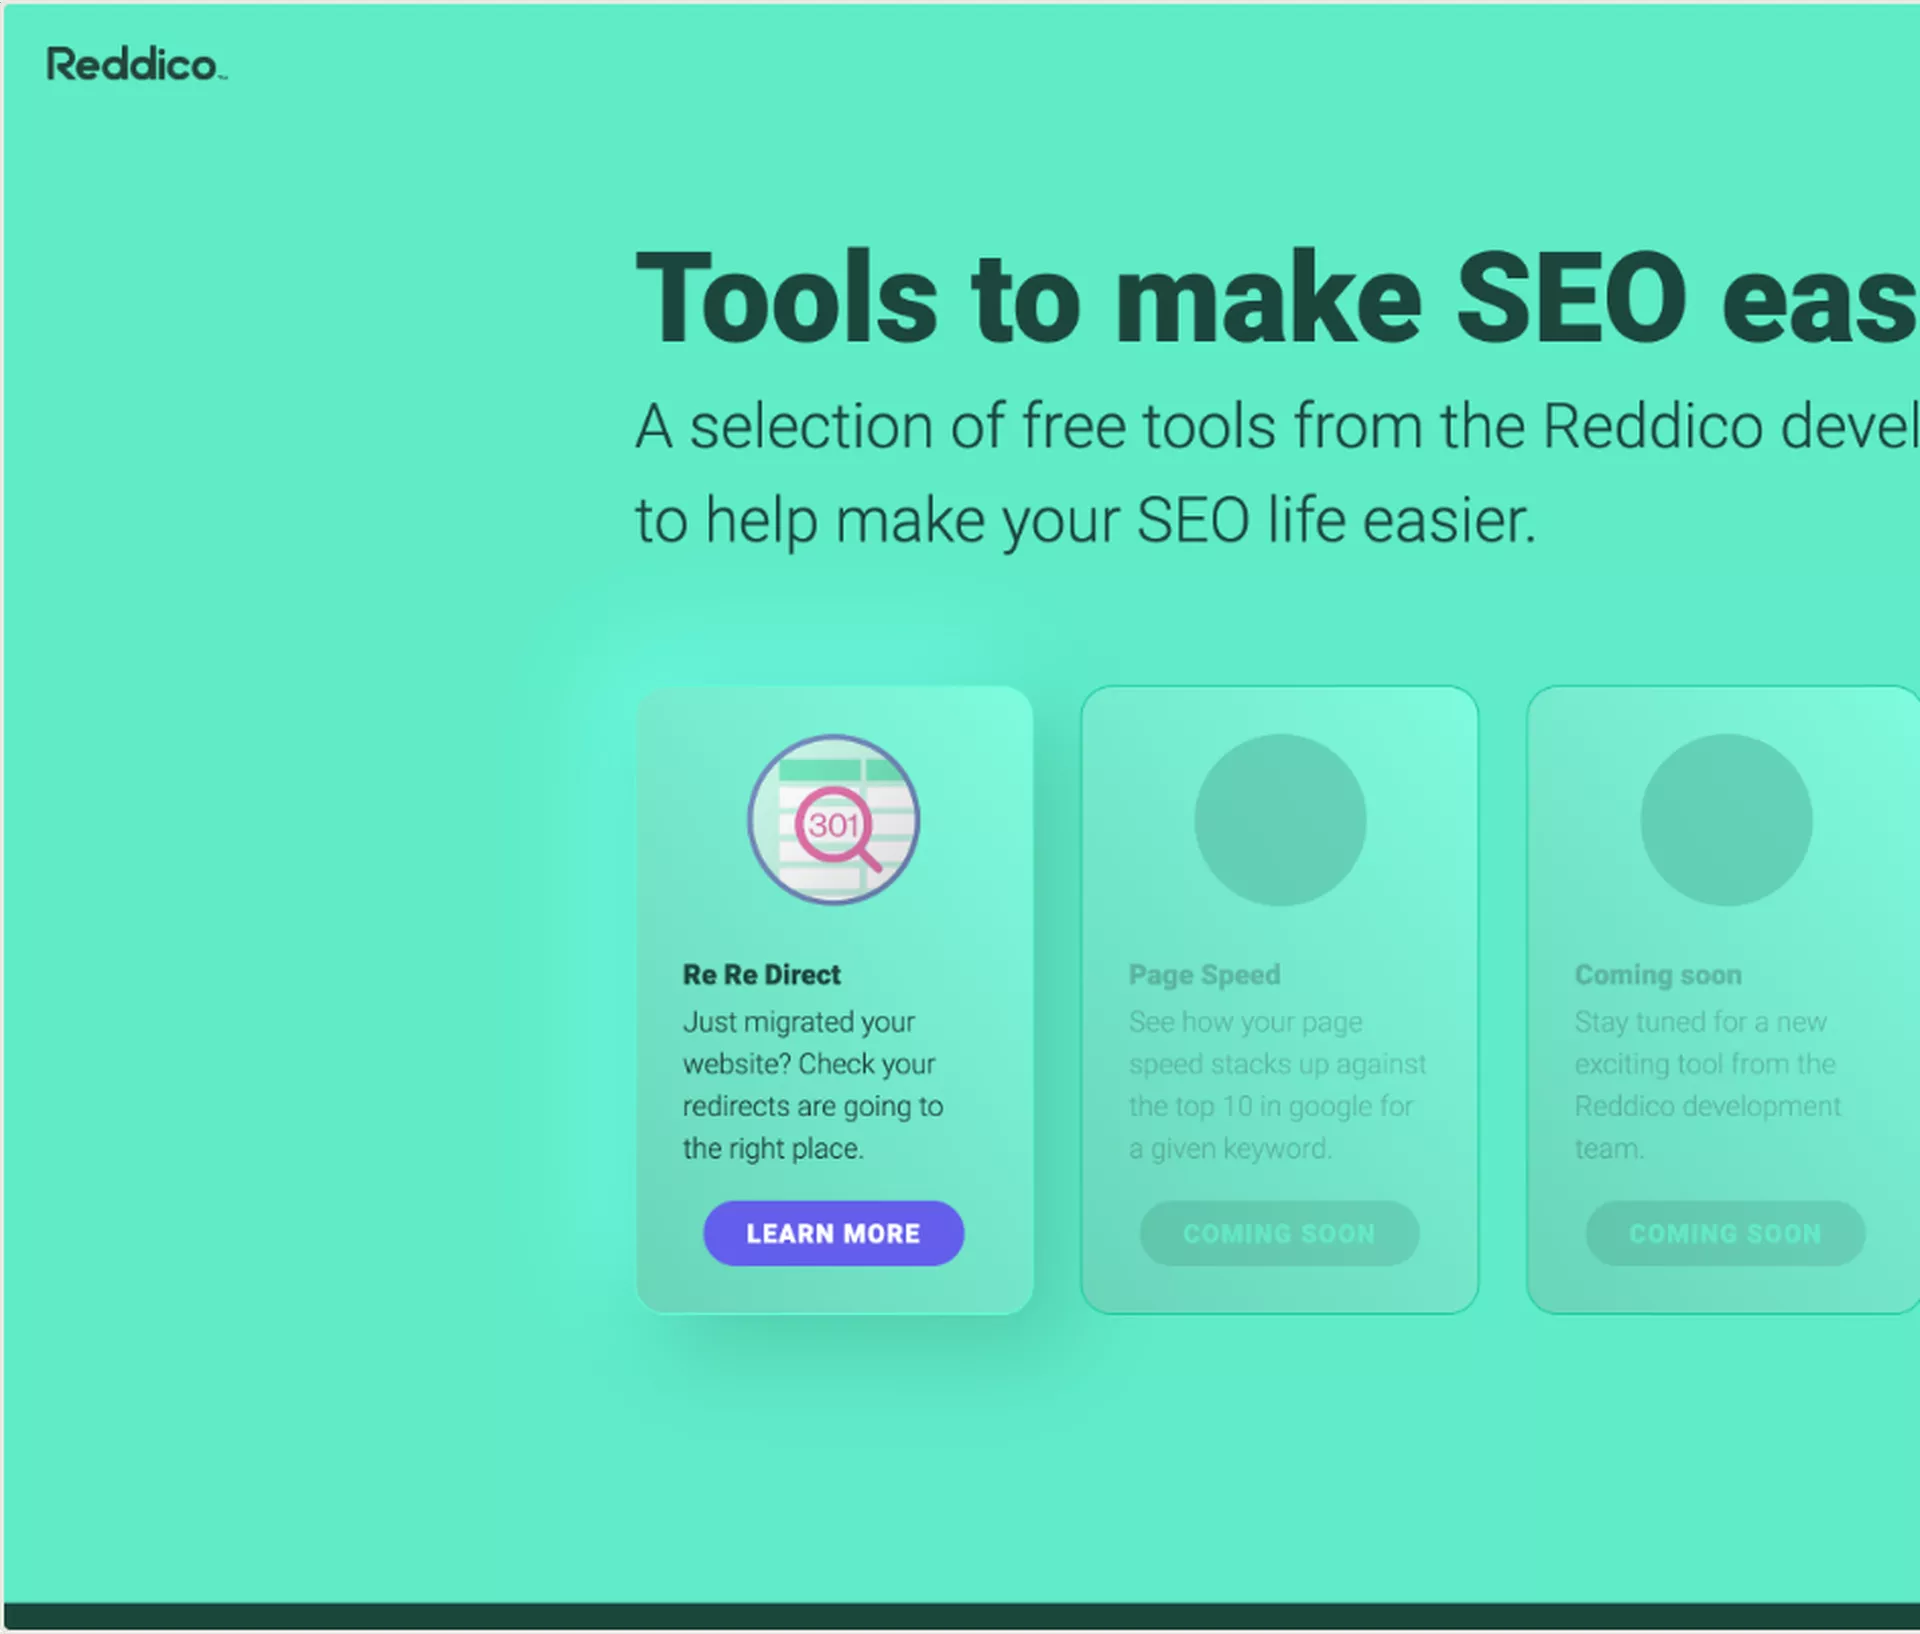 Reddico
Tools to make SEO eas
A selection of free tools from the Reddico devel
to help make your SEO life easier.
301
Re Re Direct
Just migrated your
website? Check your
redirects are going to
the right place.
LEARN MORE
Page Speed
See how your page
speed stacks up against
the top 10 in google for
a given keyword.
COMING SOON
Coming soon
Stay tuned for a new
exciting tool from the
Reddico development
team.
COMING SOON